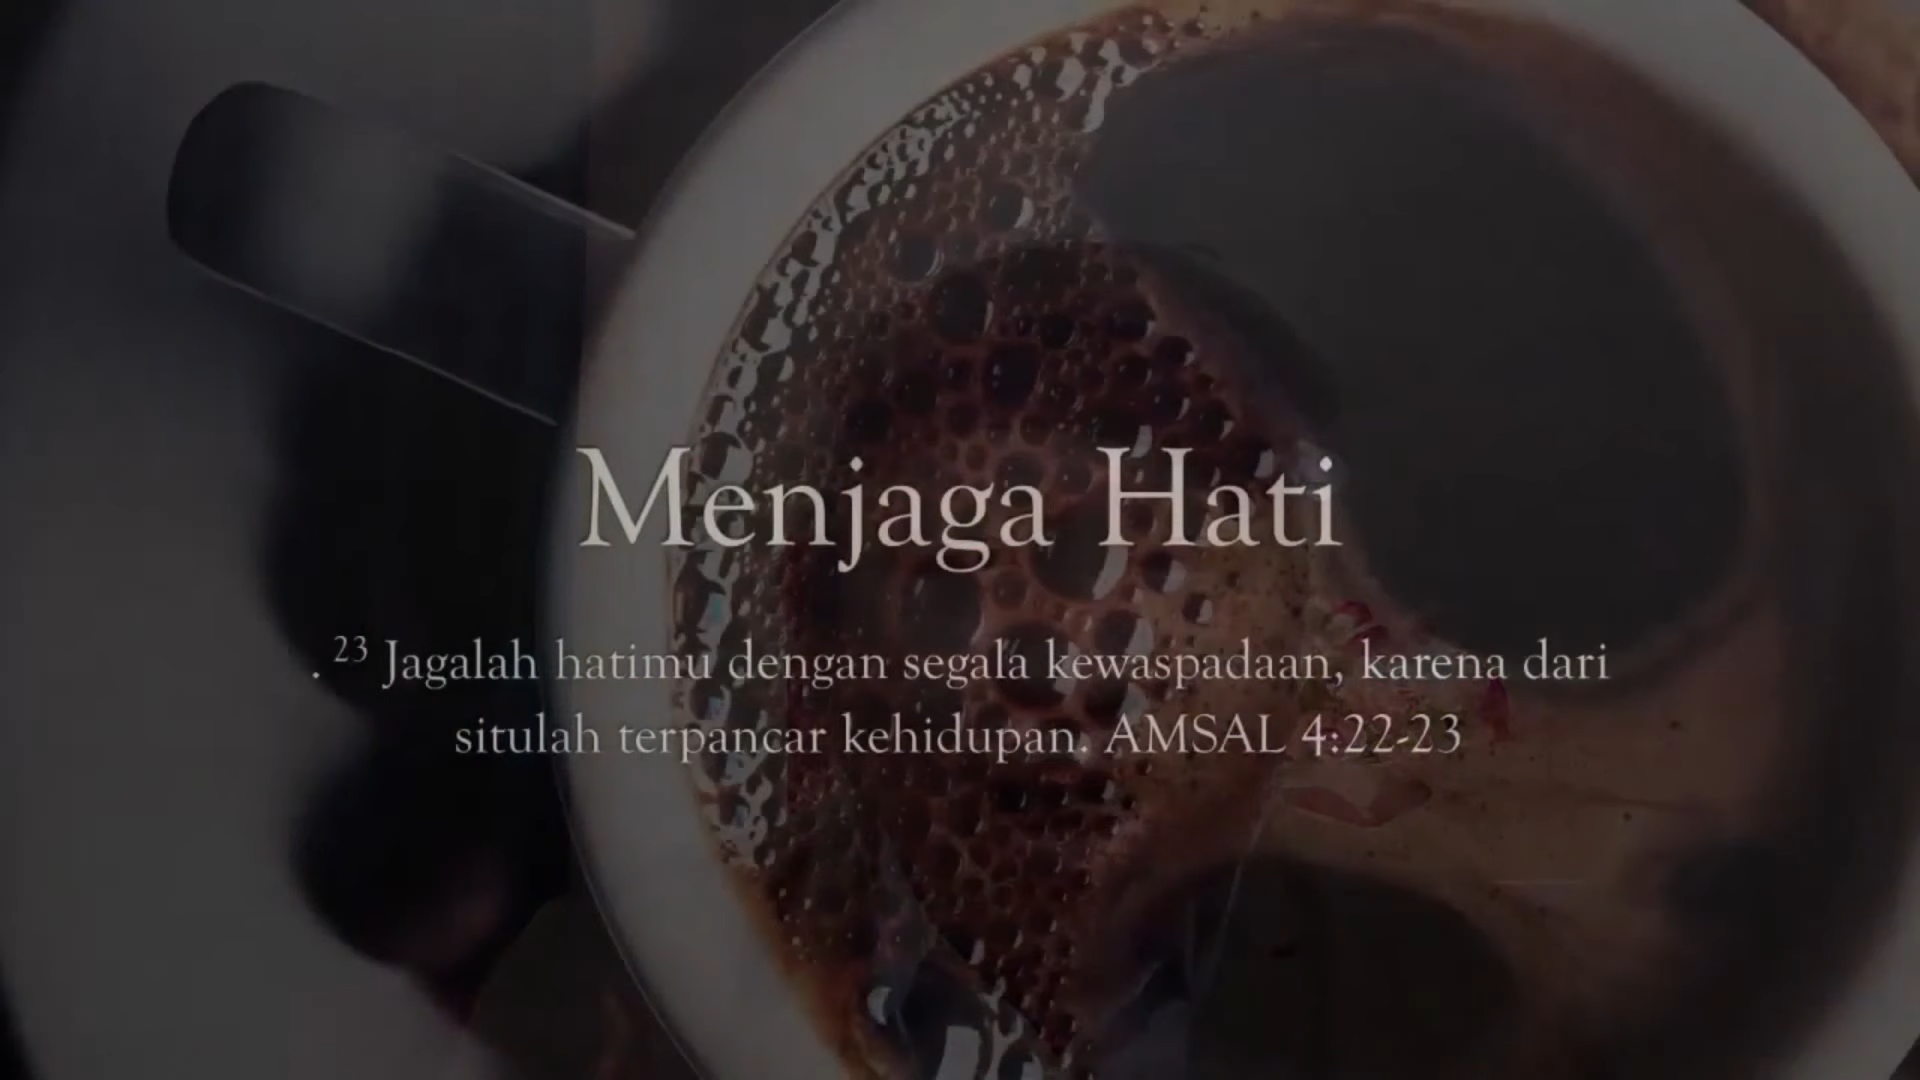 Menjaga Hati
. 23 Jagalah hatimu dengan segala kewaspadaan, karena dari
situlah terpancar kehidupan. AMSAL 4:22-23